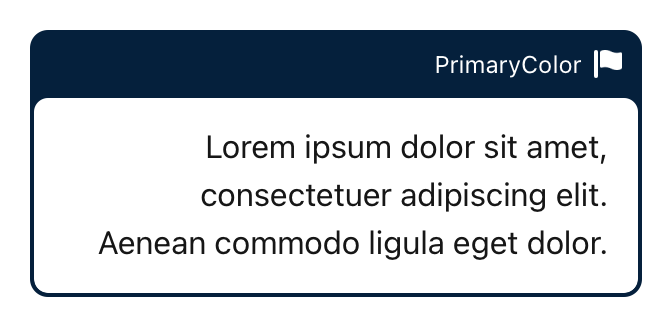 PrimaryColor
Lorem ipsum dolor sit amet,
consectetuer adipiscing elit.
Aenean commodo ligula eget dolor.